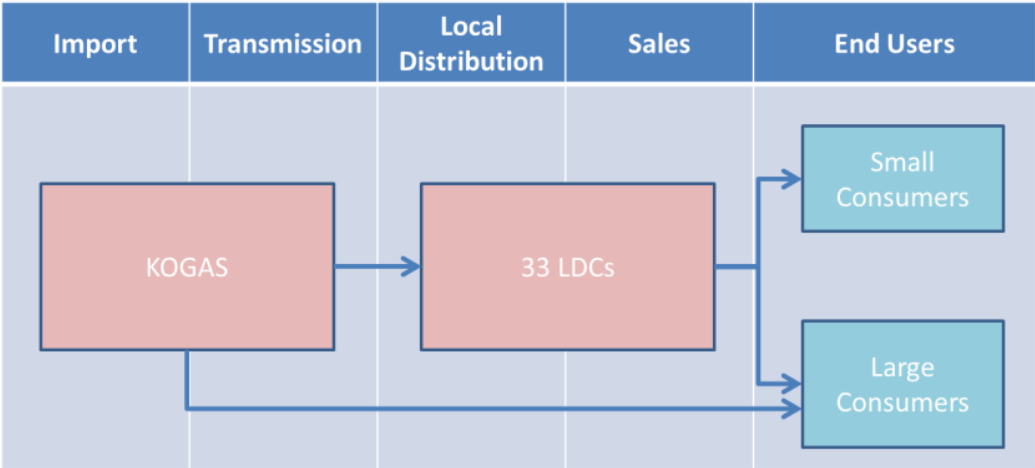 Import
Transmission
Local
Distribution
Sales
End Users
KOGAS
33 LDCs
Small
Consumers
Large
Consumers